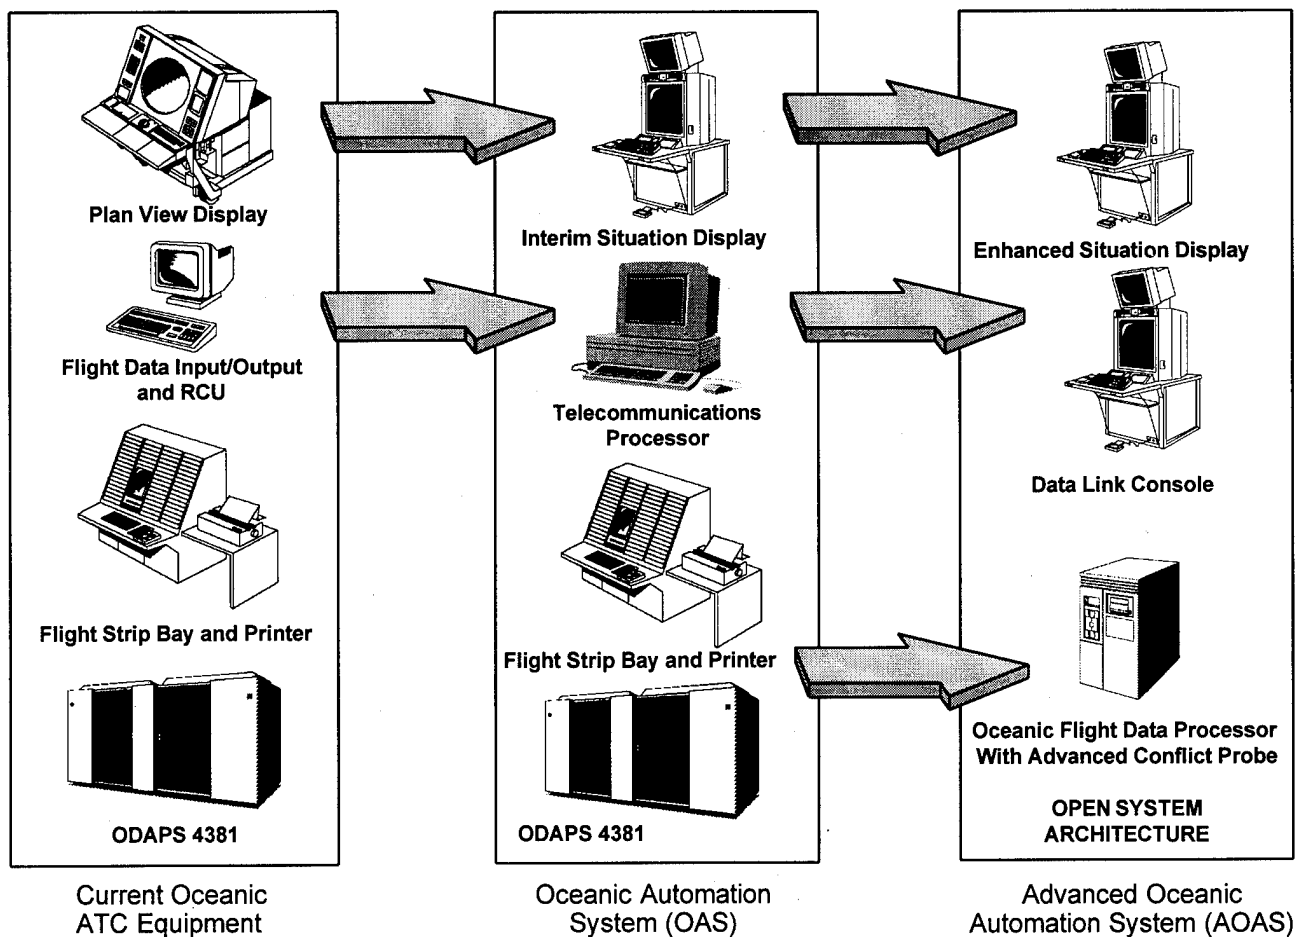 Plan View Display
Flight Data Input/Output
and RCU
Flight Strip Bay and Printer
ODAPS 4381
Current Oceanic
ATC Equipment
Interim Situation Display
Telecommunications
Processor
Flight Strip Bay and Printer
ODAPS 4381
Oceanic Automation
System (OAS)
Enhanced Situation Display
Data Link Console
Oceanic Flight Data Processor
With Advanced Conflict Probe
OPEN SYSTEM
ARCHITECTURE
Advanced Oceanic
Automation System (AOAS)